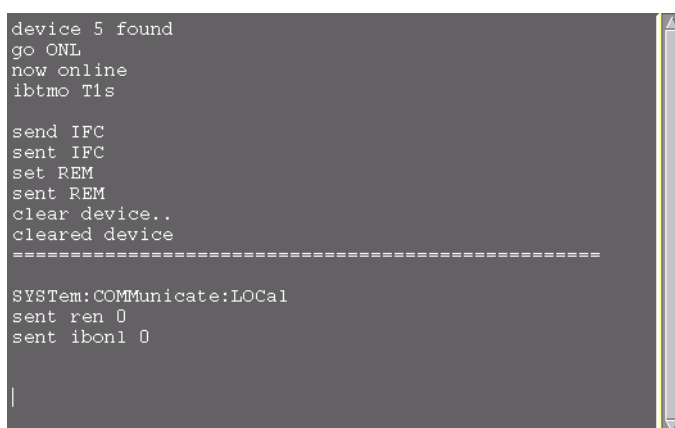 device 5 found
go ONL
now online
ibtmo T1s
send IFC
sent IFC
set REM
sent REM
clear device..
cleared device
===================================================
SYSTem:COMMunicate:LOCal
sent ren 0
sent ibonl 0